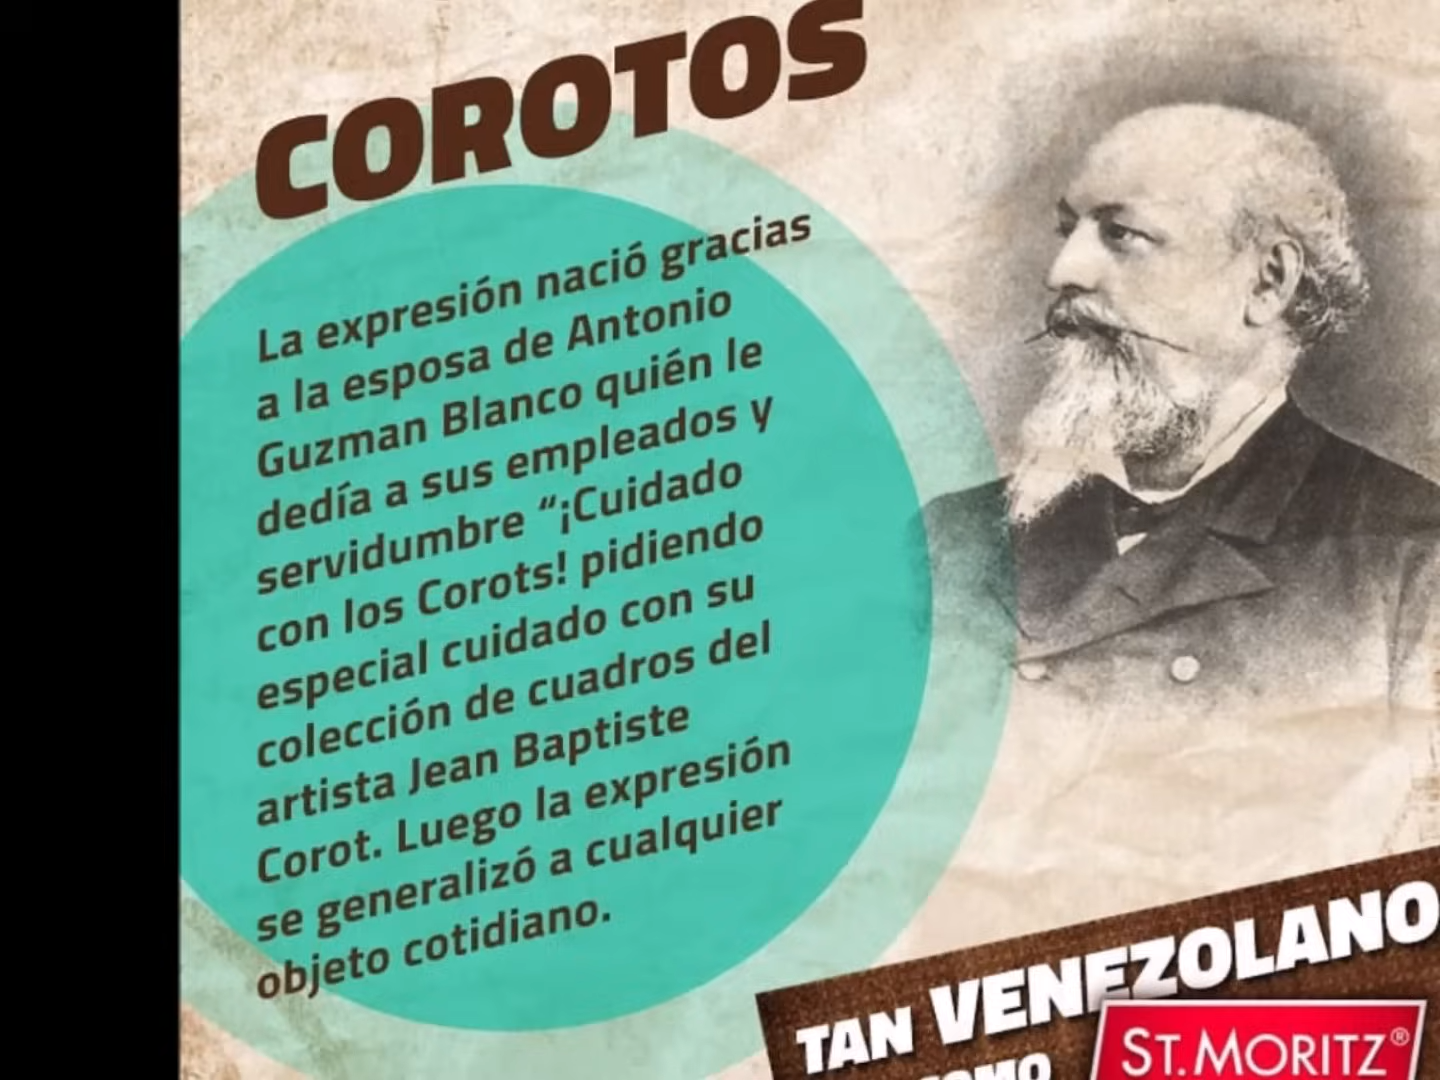 COROTOS
La expresión nació gracias
a la esposa de Antonio
Guzman Blanco quién le
dedía a sus empleados y
servidumbre “¡Cuidado
con los Corots! pidiendo
especial cuidado con su
colección de cuadros del
artista Jean Baptiste
Corot. Luego la expresión
se generalizó a cualquier
objeto cotidiano.
TAN VENEZOLANO
COMO
ST. MORITZ®